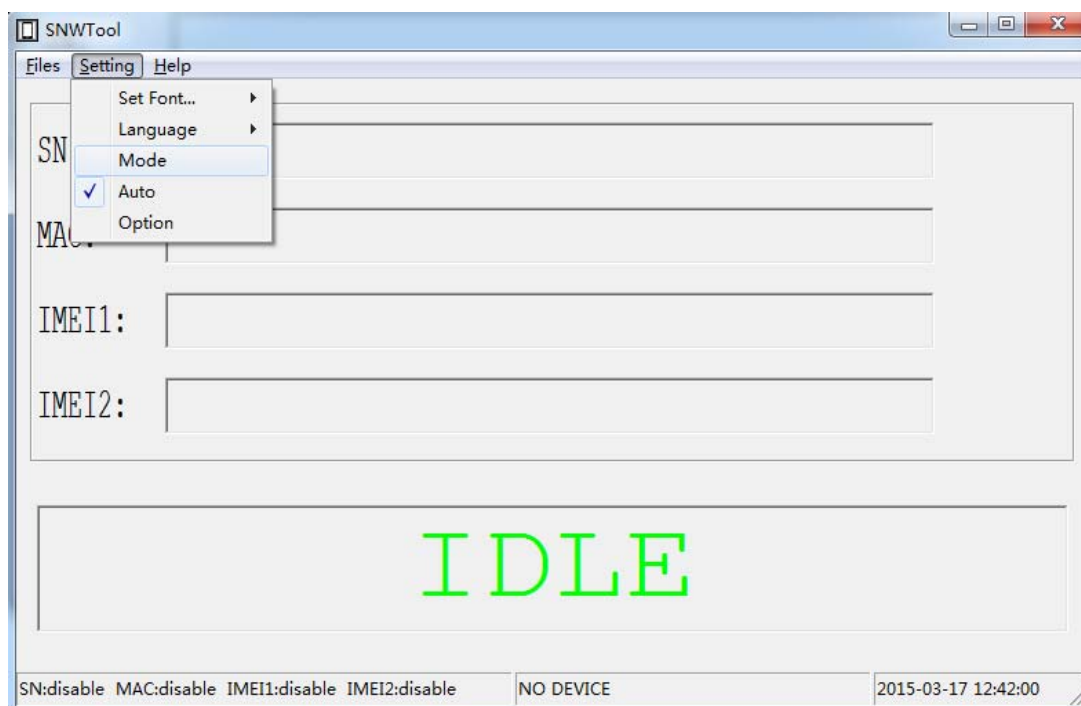 SNWTool
Files Setting Help
Set Font...
Language
SN
Mode
Auto
Option
MAC:
IMEI1:
IMEI2:
IDLE
SN:disable MAC:disable IMEI1:disable IMEI2:disable NO DEVICE 2015-03-17 12:42:00